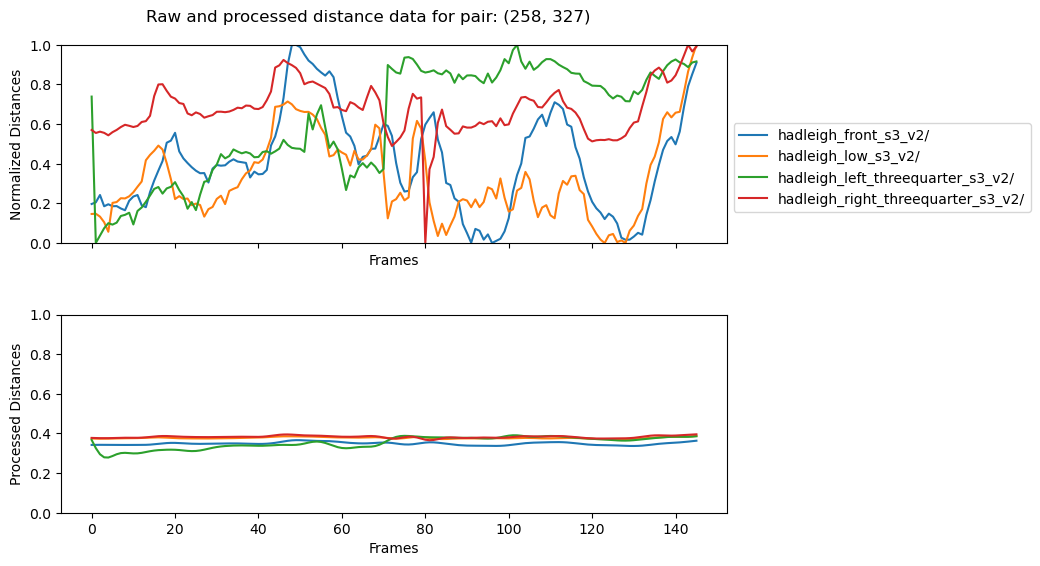 Raw and processed distance data for pair: (258, 327)
Normalized Distances
1.0
0.8
0.6
0.4
0.2
0.0
Frames
hadleigh_front_s3_v2/
hadleigh_low_s3_v2/
hadleigh_left_threequarter_s3_v2/
hadleigh_right_threequarter_s3_v2/
Processed Distances
1.0
0.8
0.6
0.4
0.2
0.0
0 20 40 60 80 100 120 140
Frames